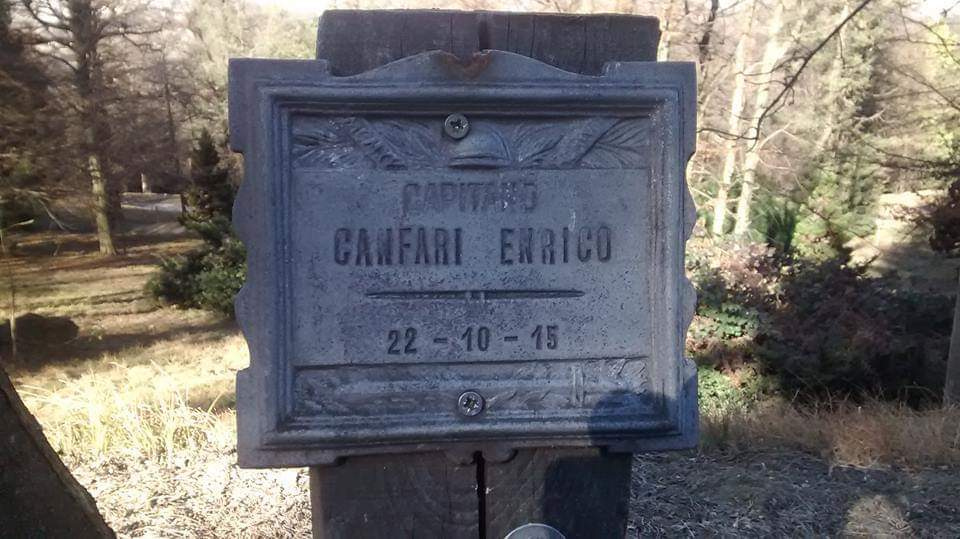 CAPITANO
CANFARI ENRICO
22 - 10 - 15